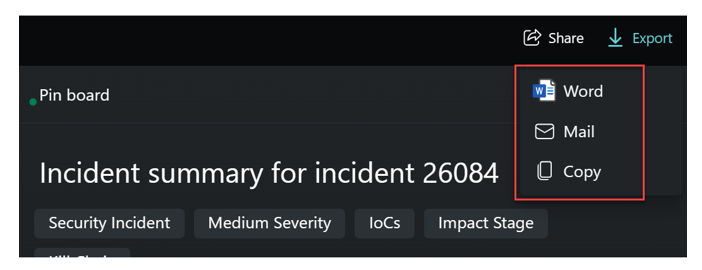 Share Export
Pin board
Word
Mail
Copy
Incident summary for incident 26084
Security Incident Medium Severity IoCs Impact Stage